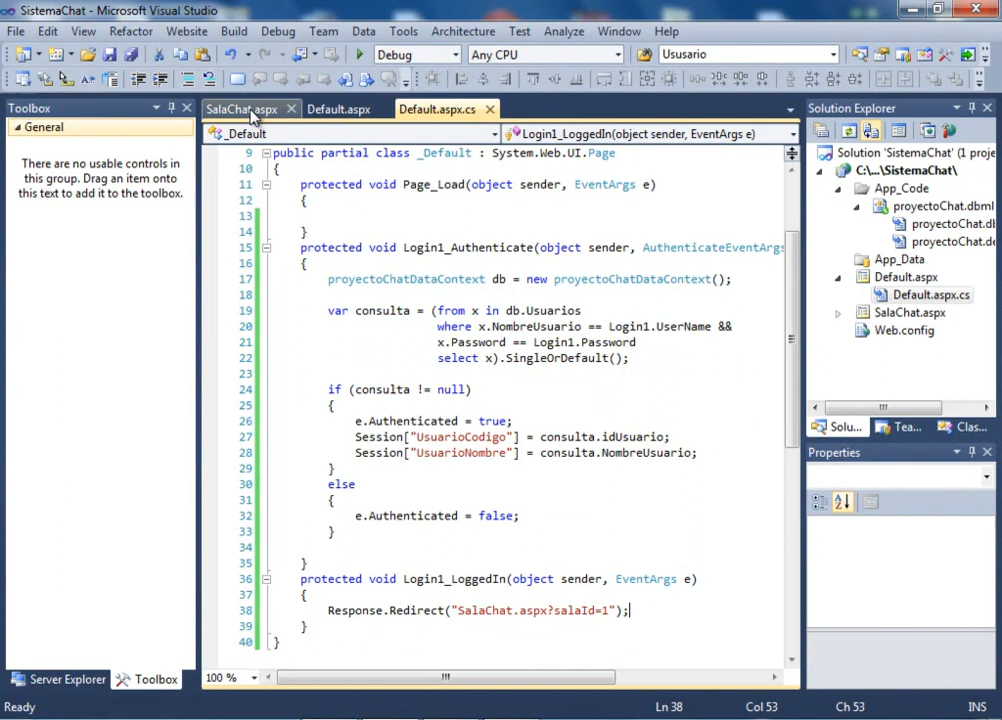 SistemaChat - Microsoft Visual Studio
File Edit View Refactor Website Build Debug Team Data Tools Architecture Test Analyze Window Help
Debug Any CPU Ususario
Toolbox
General
There are no usable controls in
this group. Drag an item onto
this text to add it to the toolbox.
Server Explorer Toolbox
SalaChat.aspx Default.aspx Default.aspx.cs
_Default Login1_LoggedIn(object sender, EventArgs e)
9 public partial class _Default : System.Web.UI.Page
10 {
11 protected void Page_Load(object sender, EventArgs e)
12 {
13
14 }
15 protected void Login1_Authenticate(object sender, AuthenticateEventArgs
16 {
17 proyectoChatDataContext db = new proyectoChatDataContext();
18
19 var consulta = (from x in db.Usuarios
20 where x.NombreUsuario == Login1.UserName &&
21 x.Password == Login1.Password
22 select x).SingleOrDefault();
23
24 if (consulta != null)
25 {
26 e.Authenticated = true;
27 Session["UsuarioCodigo"] = consulta.idUsuario;
28 Session["UsuarioNombre"] = consulta.NombreUsuario;
29 }
30 else
31 {
32 e.Authenticated = false;
33 }
34
35 }
36 protected void Login1_LoggedIn(object sender, EventArgs e)
37 {
38 Response.Redirect("SalaChat.aspx?salaId=1");
39 }
40 }
100 %
Solution Explorer
Solution 'SistemaChat' (1 proje
C:\...\SistemaChat\
App_Code
proyectoChat.dbml
proyectoChat.db
proyectoChat.de
App_Data
Default.aspx
Default.aspx.cs
SalaChat.aspx
Web.config
Solu... Tea... Clas...
Properties
Ready Ln 38 Col 53 Ch 53 INS